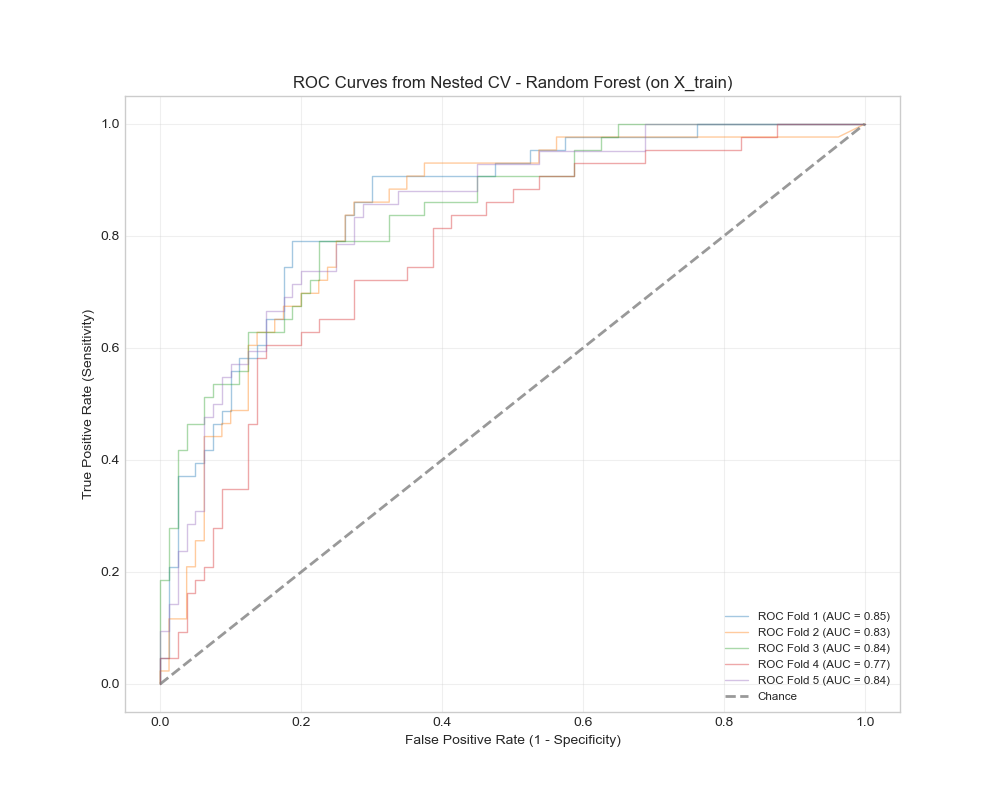 ROC Curves from Nested CV - Random Forest (on X_train)
True Positive Rate (Sensitivity)
1.0
0.8
0.6
0.4
0.2
0.0
ROC Fold 1 (AUC = 0.85)
ROC Fold 2 (AUC = 0.83)
ROC Fold 3 (AUC = 0.84)
ROC Fold 4 (AUC = 0.77)
ROC Fold 5 (AUC = 0.84)
Chance
0.0 0.2 0.4 0.6 0.8 1.0
False Positive Rate (1 - Specificity)